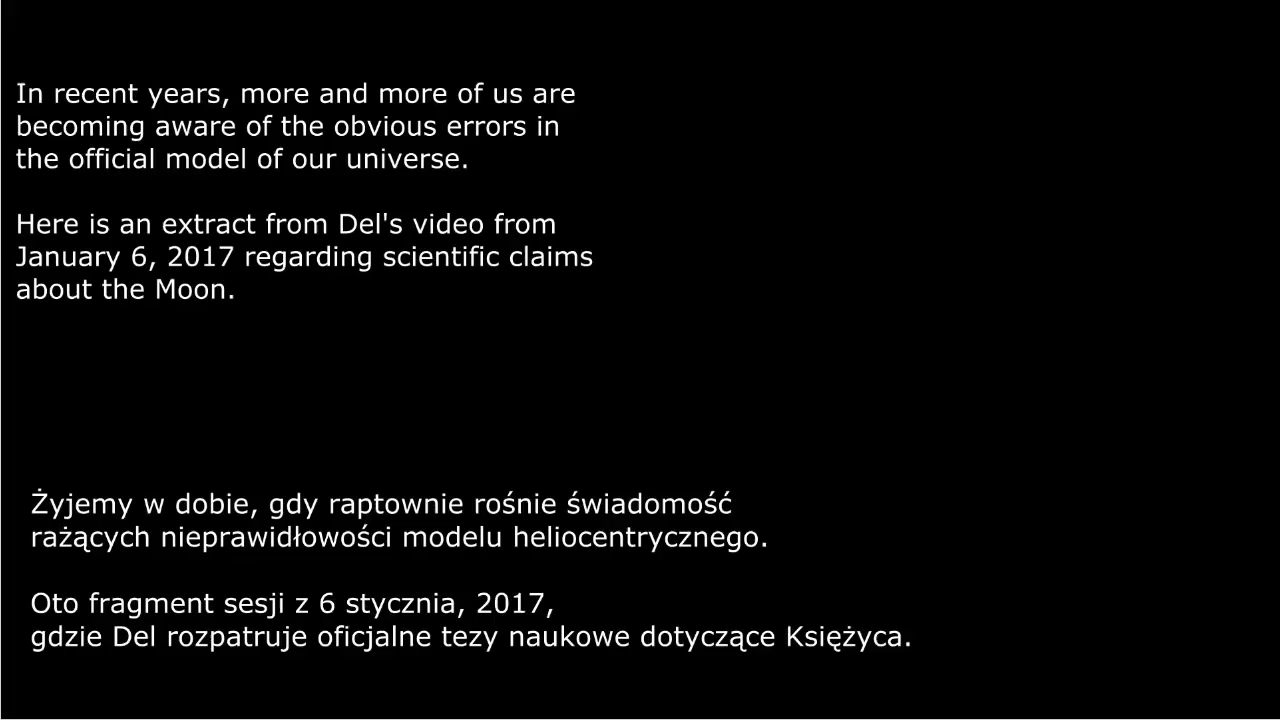 In recent years, more and more of us are
becoming aware of the obvious errors in
the official model of our universe.
Here is an extract from Del's video from
January 6, 2017 regarding scientific claims
about the Moon.
Żyjemy w dobie, gdy raptownie rośnie świadomość
rażących nieprawidłowości modelu heliocentrycznego.
Oto fragment sesji z 6 stycznia, 2017,
gdzie Del rozpatruje oficjalne tezy naukowe dotyczące Księżyca.